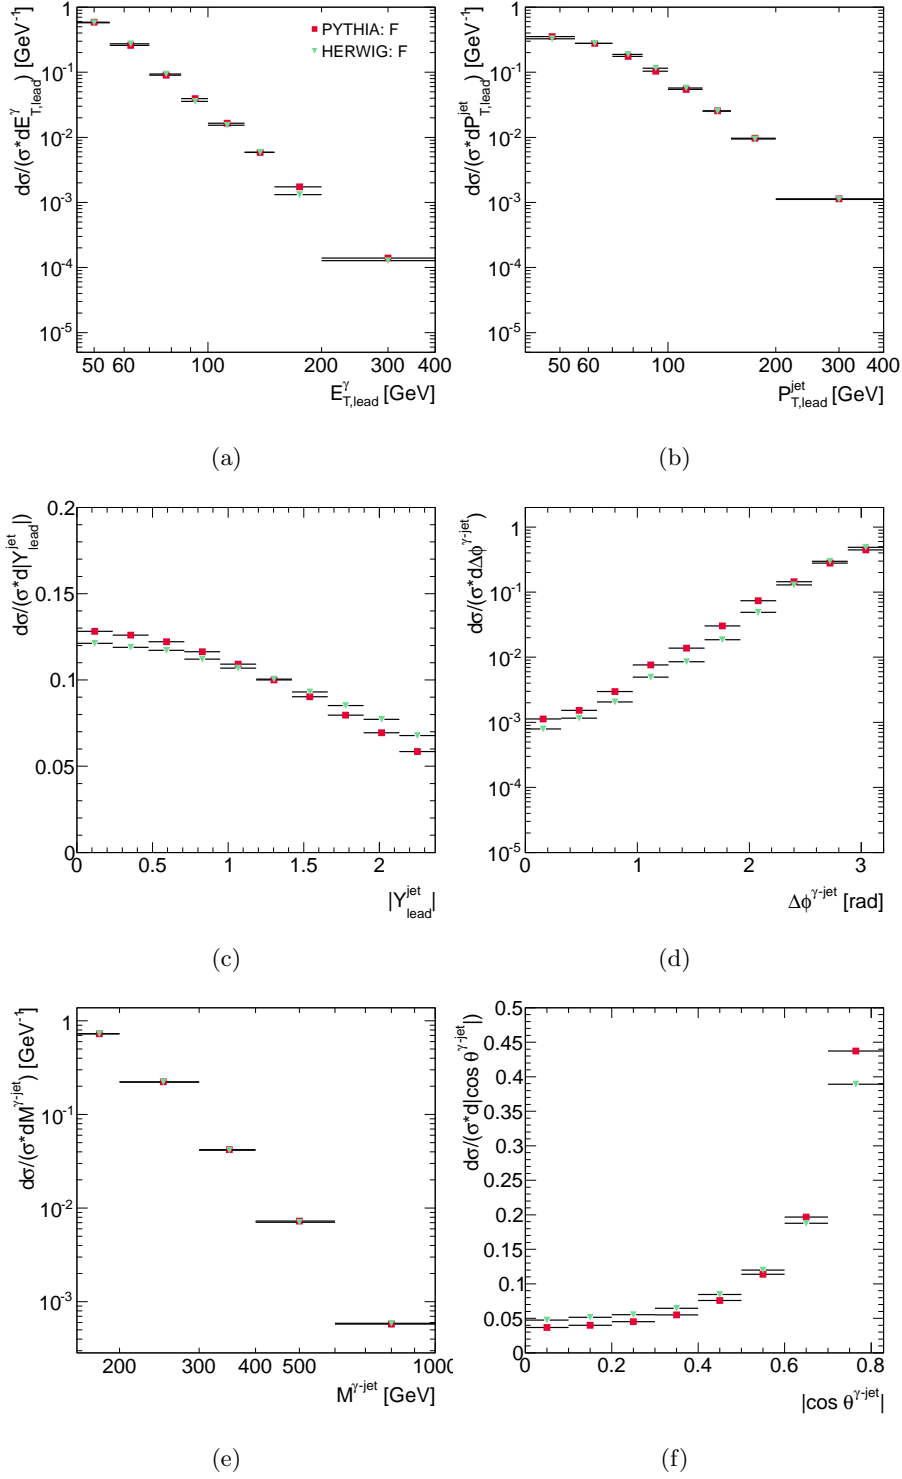 dσ/(σ*dE^γ_T,lead) [GeV⁻¹]
1
10⁻¹
10⁻²
10⁻³
10⁻⁴
10⁻⁵
PYTHIA: F
HERWIG: F
50 60 100 200 300 400
E^γ_T,lead [GeV]
(a)
dσ/(σ*dP^jet_T,lead) [GeV⁻¹]
1
10⁻¹
10⁻²
10⁻³
10⁻⁴
10⁻⁵
50 60 100 200 300 400
P^jet_T,lead [GeV]
(b)
dσ/(σ*d|Y^jet_lead|)
0.2
0.15
0.1
0.05
0
0 0.5 1 1.5 2
|Y^jet_lead|
(c)
dσ/(σ*dΔϕ^γ-jet)
1
10⁻¹
10⁻²
10⁻³
10⁻⁴
10⁻⁵
0 1 2 3
Δϕ^γ-jet [rad]
(d)
dσ/(σ*dM^γ-jet) [GeV⁻¹]
1
10⁻¹
10⁻²
10⁻³
200 300 400 500 1000
M^γ-jet [GeV]
(e)
dσ/(σ*d|cos θ^γ-jet|)
0.5
0.45
0.4
0.35
0.3
0.25
0.2
0.15
0.1
0.05
0
0 0.2 0.4 0.6 0.8
|cos θ^γ-jet|
(f)